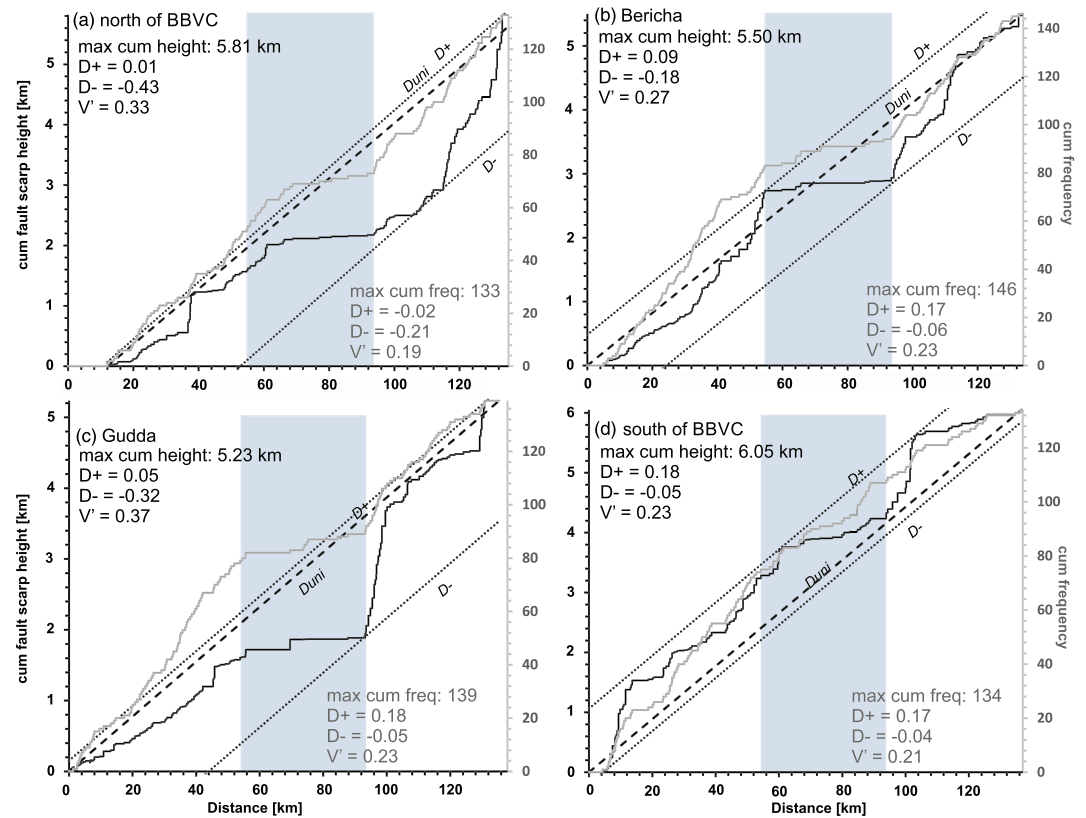 (a) north of BBVC
max cum height: 5.81 km
D+ = 0.01
D- = -0.43
V' = 0.33
Duni
D+
D-
max cum freq: 133
D+ = -0.02
D- = -0.21
V' = 0.19
cum fault scarp height [km]
5
4
3
2
1
0
120
100
80
60
40
20
0
0 20 40 60 80 100 120
(b) Bericha
max cum height: 5.50 km
D+ = 0.09
D- = -0.18
V' = 0.27
D+
Duni
D-
max cum freq: 146
D+ = 0.17
D- = -0.06
V' = 0.23
5
4
3
2
1
0
140
120
100
80
60
40
20
0
cum frequency
0 20 40 60 80 100 120
(c) Gudda
max cum height: 5.23 km
D+ = 0.05
D- = -0.32
V' = 0.37
D+
Duni
D-
max cum freq: 139
D+ = 0.18
D- = -0.05
V' = 0.23
cum fault scarp height [km]
5
4
3
2
1
0
120
100
80
60
40
20
0
0 20 40 60 80 100 120
Distance [km]
(d) south of BBVC
max cum height: 6.05 km
D+ = 0.18
D- = -0.05
V' = 0.23
D+
Duni
D-
max cum freq: 134
D+ = 0.17
D- = -0.04
V' = 0.21
6
5
4
3
2
1
0
120
100
80
60
40
20
0
cum frequency
0 20 40 60 80 100 120
Distance [km]